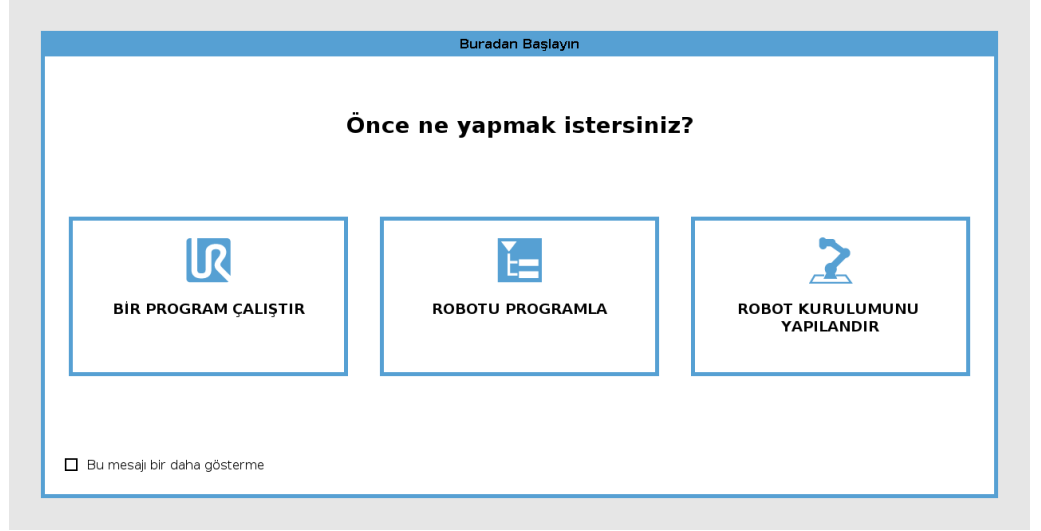 Buradan Başlayın
Önce ne yapmak istersiniz?
BİR PROGRAM ÇALIŞTIR
ROBOTU PROGRAMLA
ROBOT KURULUMUNU
YAPILANDIR
Bu mesajı bir daha gösterme